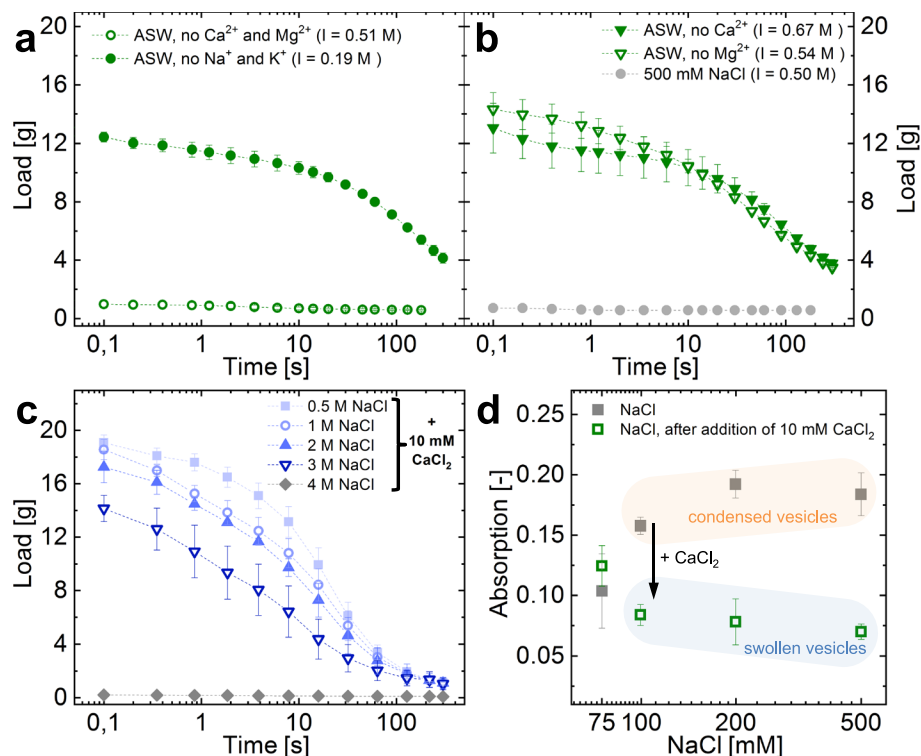 a
ASW, no Ca²⁺ and Mg²⁺ (I = 0.51 M)
ASW, no Na⁺ and K⁺ (I = 0.19 M)
Load [g]
20
16
12
8
4
0
0,1
1
10
100
Time [s]
b
ASW, no Ca²⁺ (I = 0.67 M)
ASW, no Mg²⁺ (I = 0.54 M)
500 mM NaCl (I = 0.50 M)
20
16
12
8
4
0
Load [g]
0,1
1
10
100
Time [s]
c
0.5 M NaCl
1 M NaCl
2 M NaCl
3 M NaCl
4 M NaCl
+
10 mM
CaCl₂
Load [g]
20
16
12
8
4
0
0,1
1
10
100
Time [s]
d
NaCl
NaCl, after addition of 10 mM CaCl₂
Absorption [-]
0.25
0.20
0.15
0.10
0.05
condensed vesicles
+ CaCl₂
swollen vesicles
75
100
200
500
NaCl [mM]